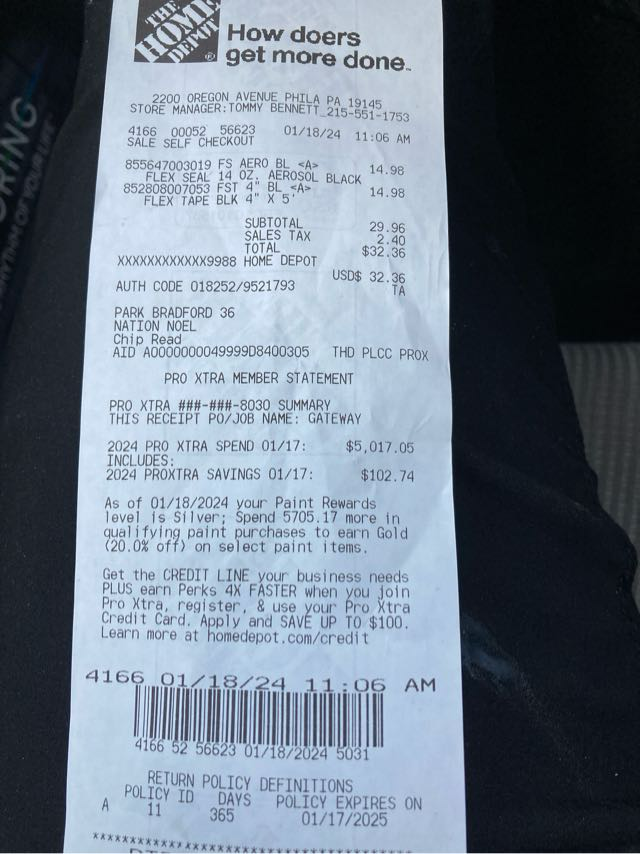 THE
HOME
DEPOT
How doers
get more done.
2200 OREGON AVENUE PHILA PA 19145
STORE MANAGER:TOMMY BENNETT 215-551-1753
4166 00052 56623 01/18/24 11:06 AM
SALE SELF CHECKOUT
855647003019 FS AERO BL <A> 14.98
FLEX SEAL 14 OZ. AEROSOL BLACK
852808007053 FST 4" BL <A> 14.98
FLEX TAPE BLK 4" X 5'
SUBTOTAL 29.96
SALES TAX 2.40
TOTAL $32.36
XXXXXXXXXXXX9988 HOME DEPOT
USD$ 32.36
AUTH CODE 018252/9521793 TA
PARK BRADFORD 36
NATION NOEL
Chip Read
AID A0000000049999D8400305 THD PLCC PROX
PRO XTRA MEMBER STATEMENT
PRO XTRA ###-###-8030 SUMMARY
THIS RECEIPT PO/JOB NAME: GATEWAY
2024 PRO XTRA SPEND 01/17: $5,017.05
INCLUDES:
2024 PROXTRA SAVINGS 01/17: $102.74
As of 01/18/2024 your Paint Rewards
level is Silver; Spend 5705.17 more in
qualifying paint purchases to earn Gold
(20.0% off) on select paint items.
Get the CREDIT LINE your business needs
PLUS earn Perks 4X FASTER when you join
Pro Xtra, register, & use your Pro Xtra
Credit Card. Apply and SAVE UP TO $100.
Learn more at homedepot.com/credit
4166 01/18/24 11:06 AM
4166 52 56623 01/18/2024 5031
RETURN POLICY DEFINITIONS
POLICY ID DAYS POLICY EXPIRES ON
A 11 365 01/17/2025